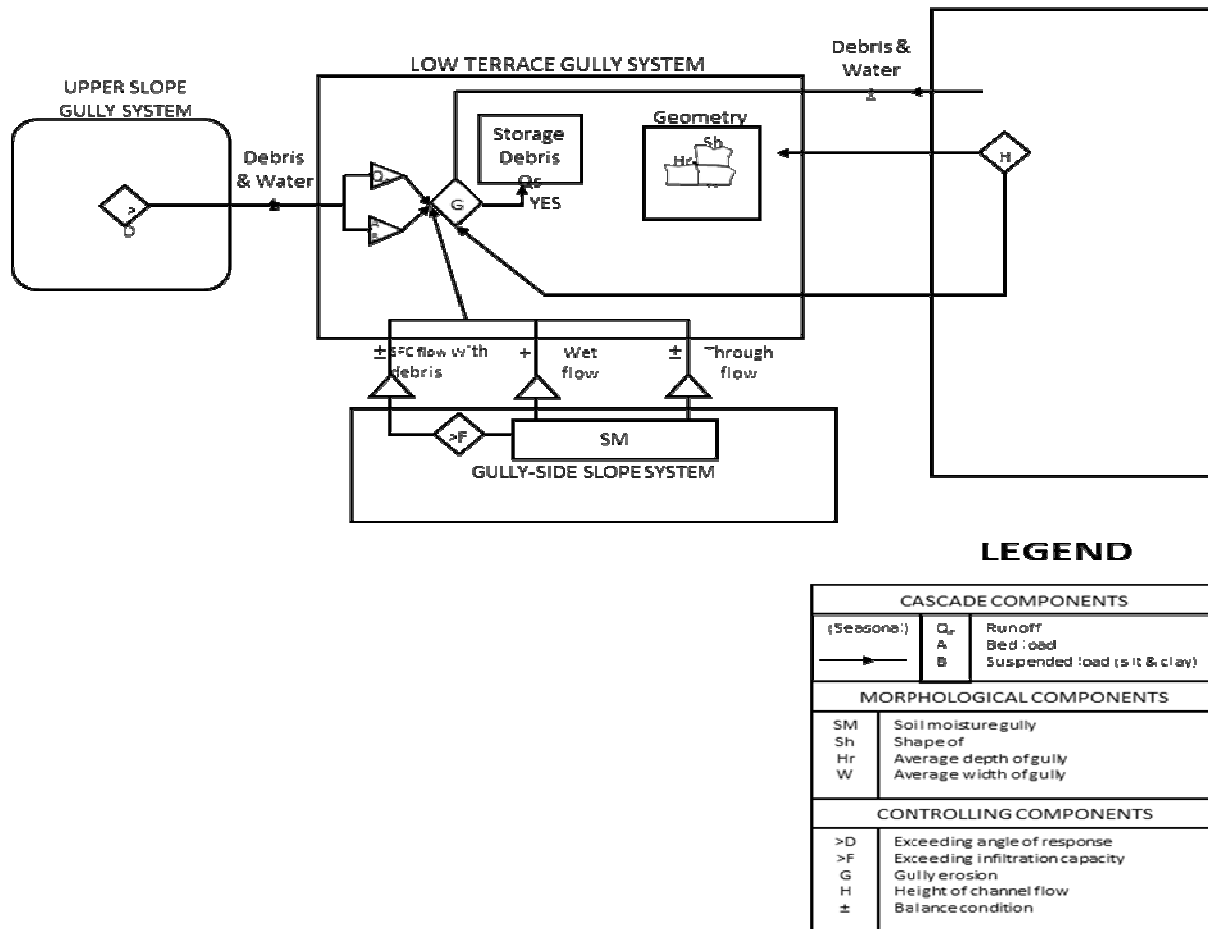 Debris &
Water
LOW TERRACE GULLY SYSTEM
UPPER SLOPE
GULLY SYSTEM
Debris
& Water
Storage
Debris
Qs
YES
Geometry
Sh
Hr
G
H
?
D
± SFC flow with
debris
+ Wet
flow
± Through
flow
>F
SM
GULLY-SIDE SLOPE SYSTEM
LEGEND
CASCADE COMPONENTS
(Seasonal) Runoff
A Bed load
B Suspended load (silt & clay)
MORPHOLOGICAL COMPONENTS
SM Soil moisture gully
Sh Shape of
Hr Average depth of gully
W Average width of gully
CONTROLLING COMPONENTS
>D Exceeding angle of response
>F Exceeding infiltration capacity
G Gully erosion
H Height of channel flow
± Balance condition